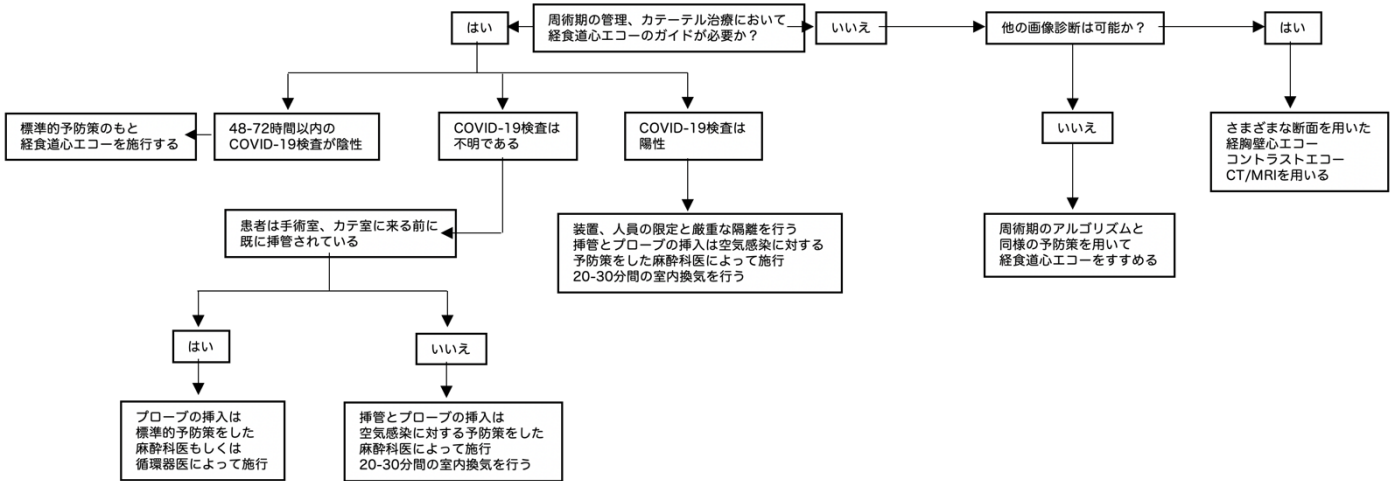 周術期の管理、カテーテル治療において
経食道心エコーのガイドが必要か？
はい
いいえ
他の画像診断は可能か？
はい
標準的予防策のもと
経食道心エコーを施行する
48-72時間以内の
COVID-19検査が陰性
COVID-19検査は
不明である
COVID-19検査は
陽性
いいえ
さまざまな断面を用いた
経胸壁心エコー
コントラストエコー
CT/MRIを用いる
患者は手術室、カテ室に来る前に
既に挿管されている
装置、人員の限定と厳重な隔離を行う
挿管とプローブの挿入は空気感染に対する
予防策をした麻酔科医によって施行
20-30分間の室内換気を行う
周術期のアルゴリズムと
同様の予防策を用いて
経食道心エコーをすすめる
はい
いいえ
プローブの挿入は
標準的予防策をした
麻酔科医もしくは
循環器医によって施行
挿管とプローブの挿入は
空気感染に対する予防策をした
麻酔科医によって施行
20-30分間の室内換気を行う